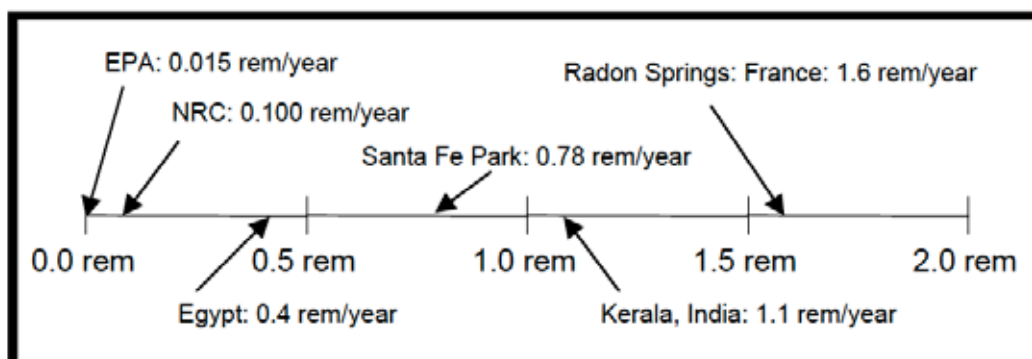 EPA: 0.015 rem/year
Radon Springs: France: 1.6 rem/year
NRC: 0.100 rem/year
Santa Fe Park: 0.78 rem/year
0.0 rem
0.5 rem
1.0 rem
1.5 rem
2.0 rem
Egypt: 0.4 rem/year
Kerala, India: 1.1 rem/year